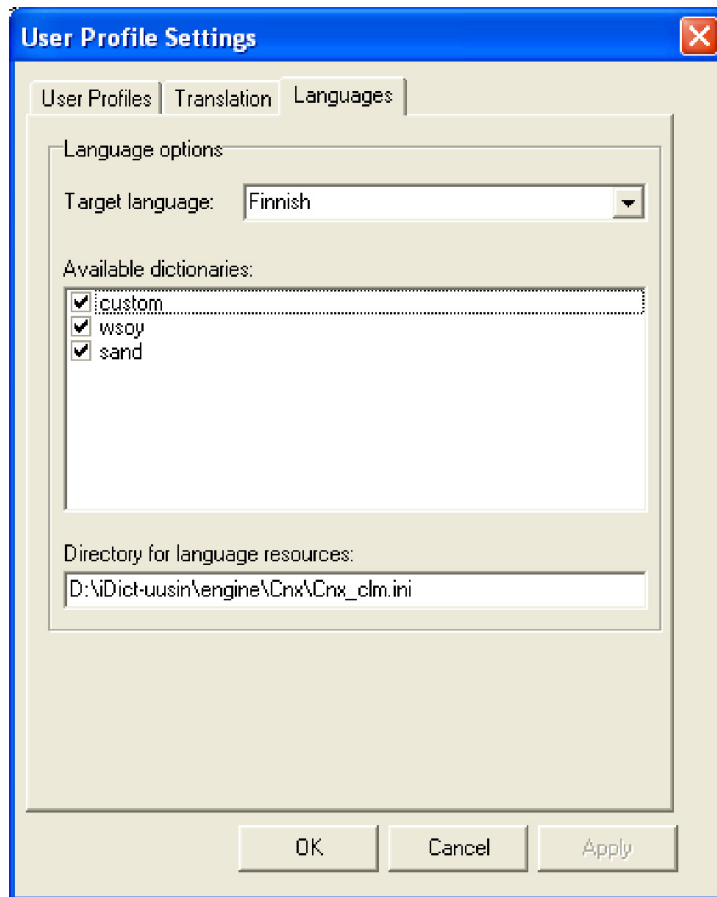 User Profile Settings
User Profiles Translation Languages
Language options
Target language: Finnish
Available dictionaries:
custom
wsoy
sand
Directory for language resources:
D:\iDict-uusin\engine\Cnx\Cnx_clm.ini
OK Cancel Apply